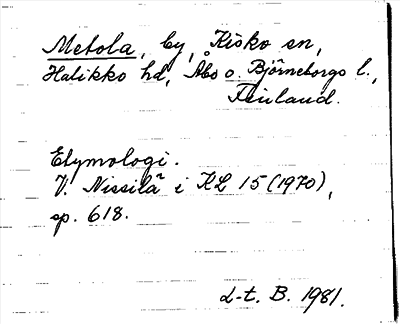 Metola, by, Kisko sn,
Halikko hd, Åbo o. Björneborgs l.,
Finland.
Etymologi.
V. Nissilä i KL 15 (1970),
sp. 618.
L-t. B. 1981.